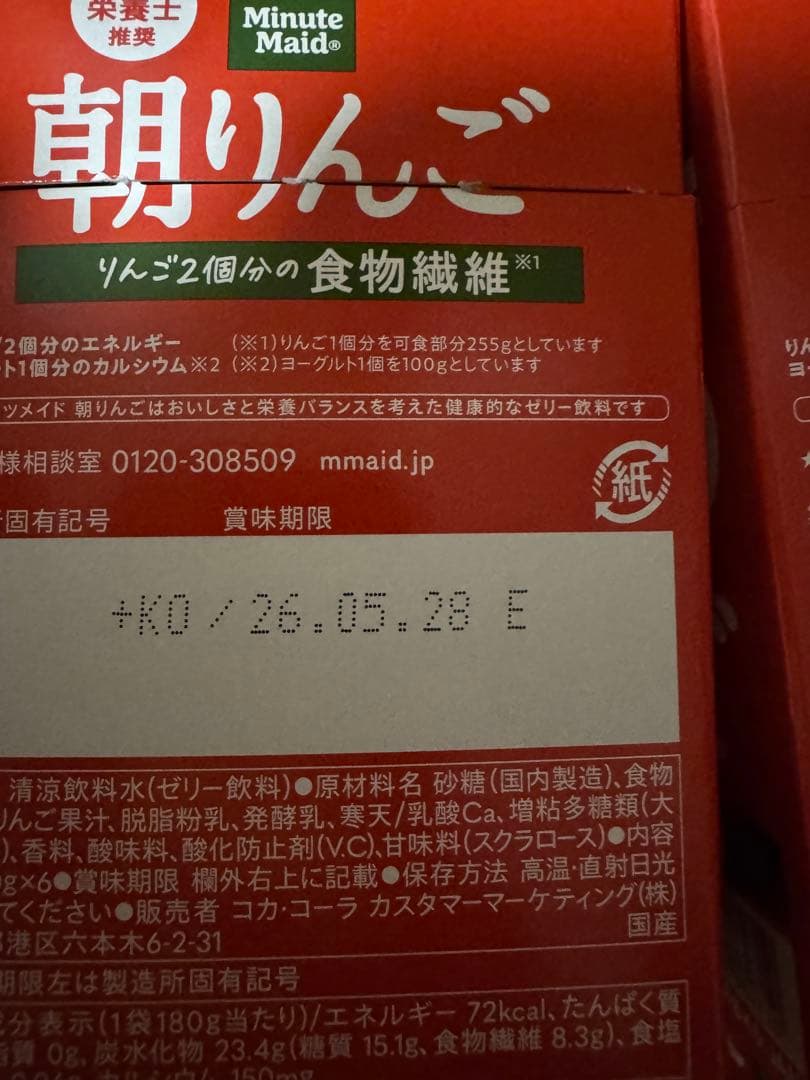 栄養士
推奨
Minute
Maid®
朝りんご
りんご2個分の食物繊維※1
2個分のエネルギー (※1)りんご1個分を可食部分255gとしています
ト1個分のカルシウム※2 (※2)ヨーグルト1個を100gとしています
ツメイド 朝りんごはおいしさと栄養バランスを考えた健康的なゼリー飲料です
様相談室 0120-308509 mmaid.jp
紙
固有記号 賞味期限
+KO / 26.05.28 E
清涼飲料水(ゼリー飲料)●原材料名 砂糖(国内製造)、食物
りんご果汁、脱脂粉乳、発酵乳、寒天/乳酸Ca、増粘多糖類(大
)、香料、酸味料、酸化防止剤(V.C)、甘味料(スクラロース)●内容
g×6●賞味期限 欄外右上に記載●保存方法 高温・直射日光
てください●販売者 コカ・コーラ カスタマーマーケティング(株)
港区六本木6-2-31 国産
期限左は製造所固有記号
成分表示(1袋180g当たり)/エネルギー 72kcal、たんぱく質
脂質 0g、炭水化物 23.4g(糖質 15.1g、食物繊維 8.3g)、食塩
カルシウム 150mg